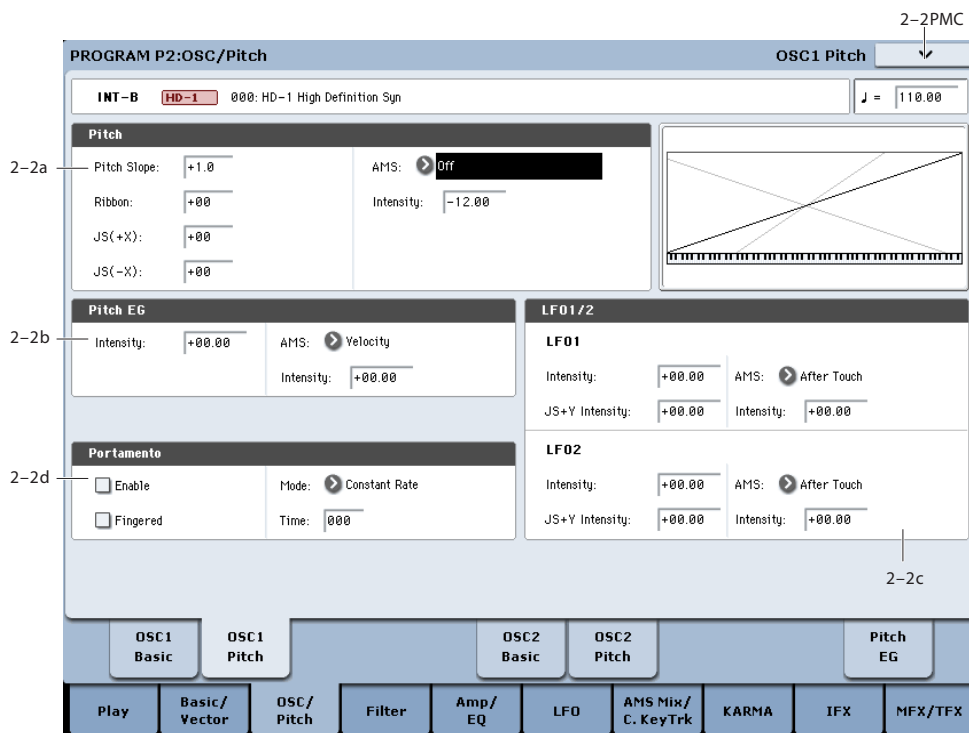 2–2PMC
PROGRAM P2:OSC/Pitch
OSC1 Pitch
INT–B HD–1 000: HD–1 High Definition Syn
♩ = 110.00
Pitch
2–2a
Pitch Slope: +1.0
AMS: Off
Ribbon: +00
Intensity: –12.00
JS(+X): +00
JS(–X): +00
Pitch EG
2–2b
Intensity: +00.00
AMS: Velocity
Intensity: +00.00
LFO1/2
LFO1
Intensity: +00.00
AMS: After Touch
JS+Y Intensity: +00.00
Intensity: +00.00
Portamento
2–2d
Enable
Mode: Constant Rate
Fingered
Time: 000
LFO2
Intensity: +00.00
AMS: After Touch
JS+Y Intensity: +00.00
Intensity: +00.00
2–2c
OSC1
Basic
OSC1
Pitch
OSC2
Basic
OSC2
Pitch
Pitch
EG
Play
Basic/
Vector
OSC/
Pitch
Filter
Amp/
EQ
LFO
AMS Mix/
C. KeyTrk
KARMA
IFX
MFX/TFX